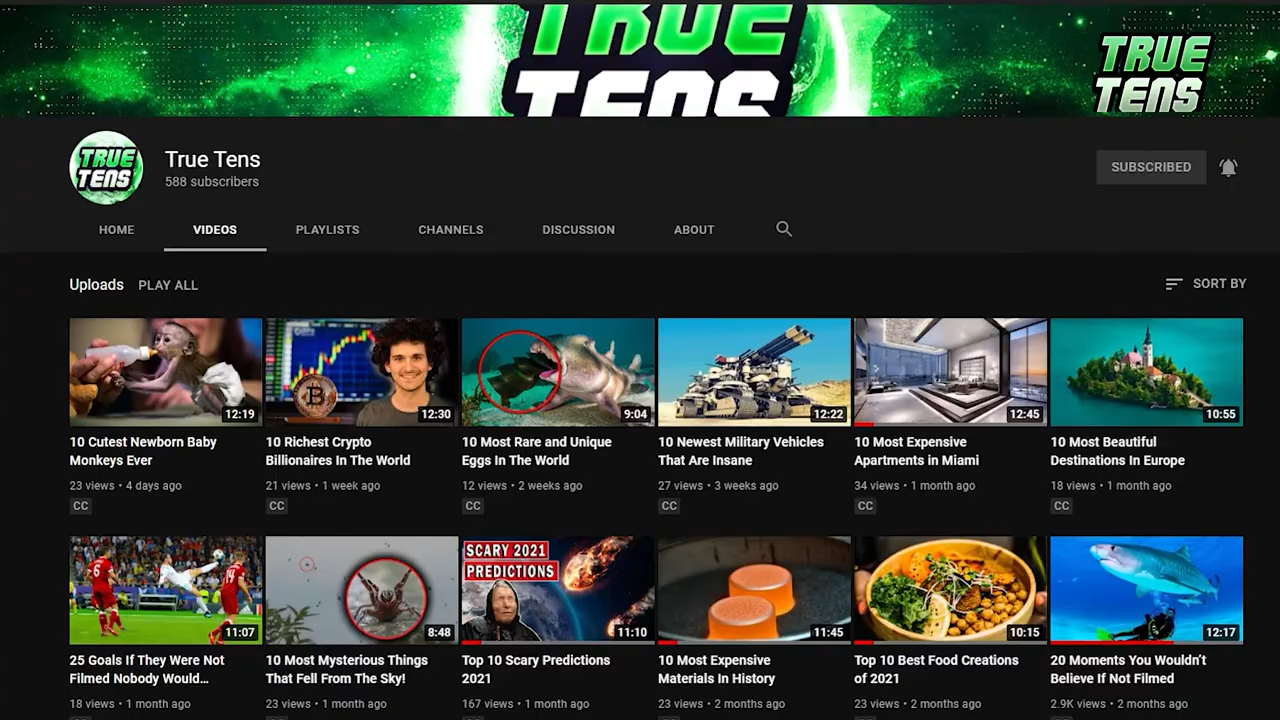 TRUE
TENS
TRUE
TENS
TRUE
TENS
True Tens
588 subscribers
SUBSCRIBED
HOME
VIDEOS
PLAYLISTS
CHANNELS
DISCUSSION
ABOUT
Uploads
PLAY ALL
SORT BY
12:19
12:30
9:04
12:22
12:45
10:55
10 Cutest Newborn Baby
Monkeys Ever
23 views • 4 days ago
CC
10 Richest Crypto
Billionaires In The World
21 views • 1 week ago
CC
10 Most Rare and Unique
Eggs In The World
12 views • 2 weeks ago
CC
10 Newest Military Vehicles
That Are Insane
27 views • 3 weeks ago
CC
10 Most Expensive
Apartments in Miami
34 views • 1 month ago
CC
10 Most Beautiful
Destinations In Europe
18 views • 1 month ago
CC
6
14
11:07
8:48
SCARY 2021
PREDICTIONS
11:10
11:45
10:15
12:17
25 Goals If They Were Not
Filmed Nobody Would...
18 views • 1 month ago
10 Most Mysterious Things
That Fell From The Sky!
23 views • 1 month ago
Top 10 Scary Predictions
2021
167 views • 1 month ago
10 Most Expensive
Materials In History
23 views • 2 months ago
Top 10 Best Food Creations
of 2021
23 views • 2 months ago
20 Moments You Wouldn't
Believe If Not Filmed
2.9K views • 2 months ago